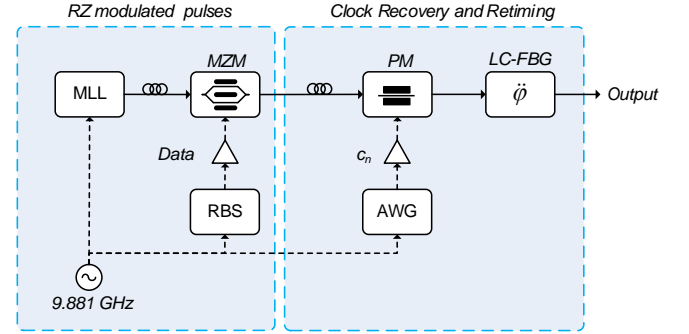 RZ modulated pulses
Clock Recovery and Retiming
MLL
MZM
PM
LC-FBG
φ̈
Output
Data
cₙ
RBS
AWG
9.881 GHz